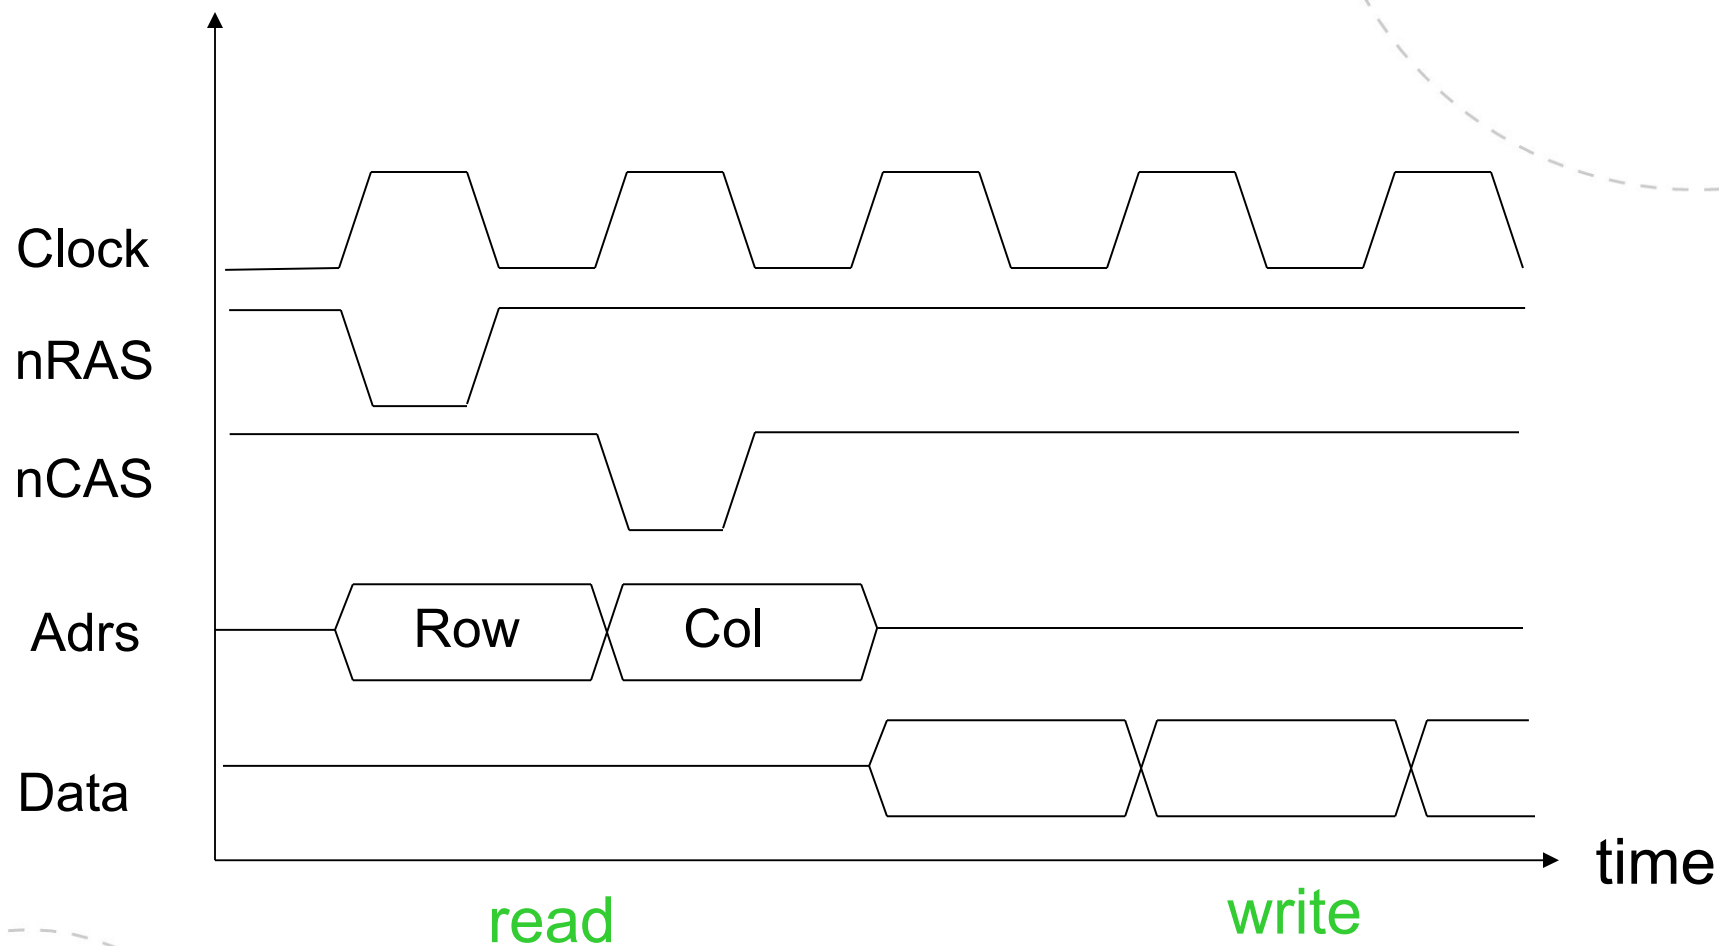 Clock
nRAS
nCAS
Adrs
Row
Col
Data
time
read
write